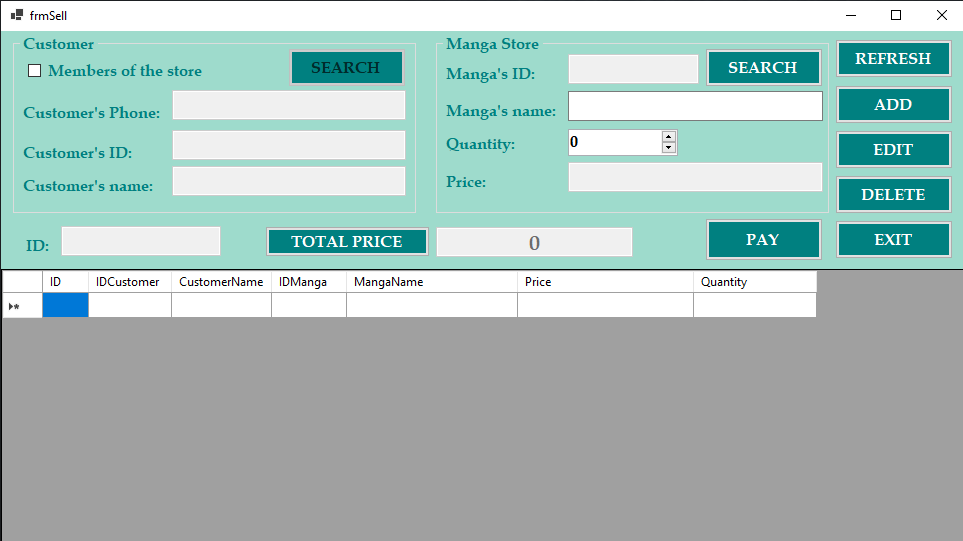 frmSell
Customer
Members of the store
SEARCH
Customer's Phone:
Customer's ID:
Customer's name:
Manga Store
Manga's ID:
SEARCH
Manga's name:
Quantity:
0
Price:
REFRESH
ADD
EDIT
DELETE
EXIT
ID:
TOTAL PRICE
0
PAY
ID IDCustomer CustomerName IDManga MangaName Price Quantity